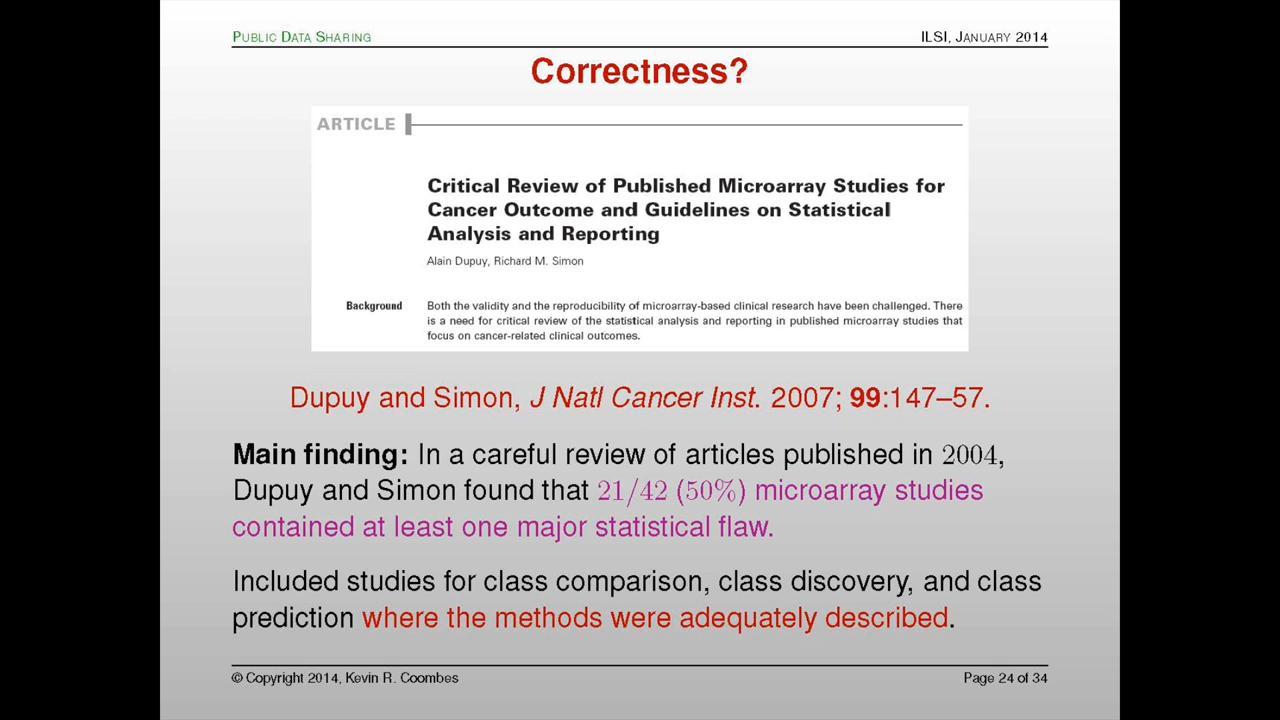 PUBLIC DATA SHARING
ILSI, JANUARY 2014
Correctness?
ARTICLE
Critical Review of Published Microarray Studies for
Cancer Outcome and Guidelines on Statistical
Analysis and Reporting
Alain Dupuy, Richard M. Simon
Background
Both the validity and the reproducibility of microarray-based clinical research have been challenged. There
is a need for critical review of the statistical analysis and reporting in published microarray studies that
focus on cancer-related clinical outcomes.
Dupuy and Simon, J Natl Cancer Inst. 2007; 99:147–57.
Main finding: In a careful review of articles published in 2004,
Dupuy and Simon found that 21/42 (50%) microarray studies
contained at least one major statistical flaw.
Included studies for class comparison, class discovery, and class
prediction where the methods were adequately described.
© Copyright 2014, Kevin R. Coombes
Page 24 of 34